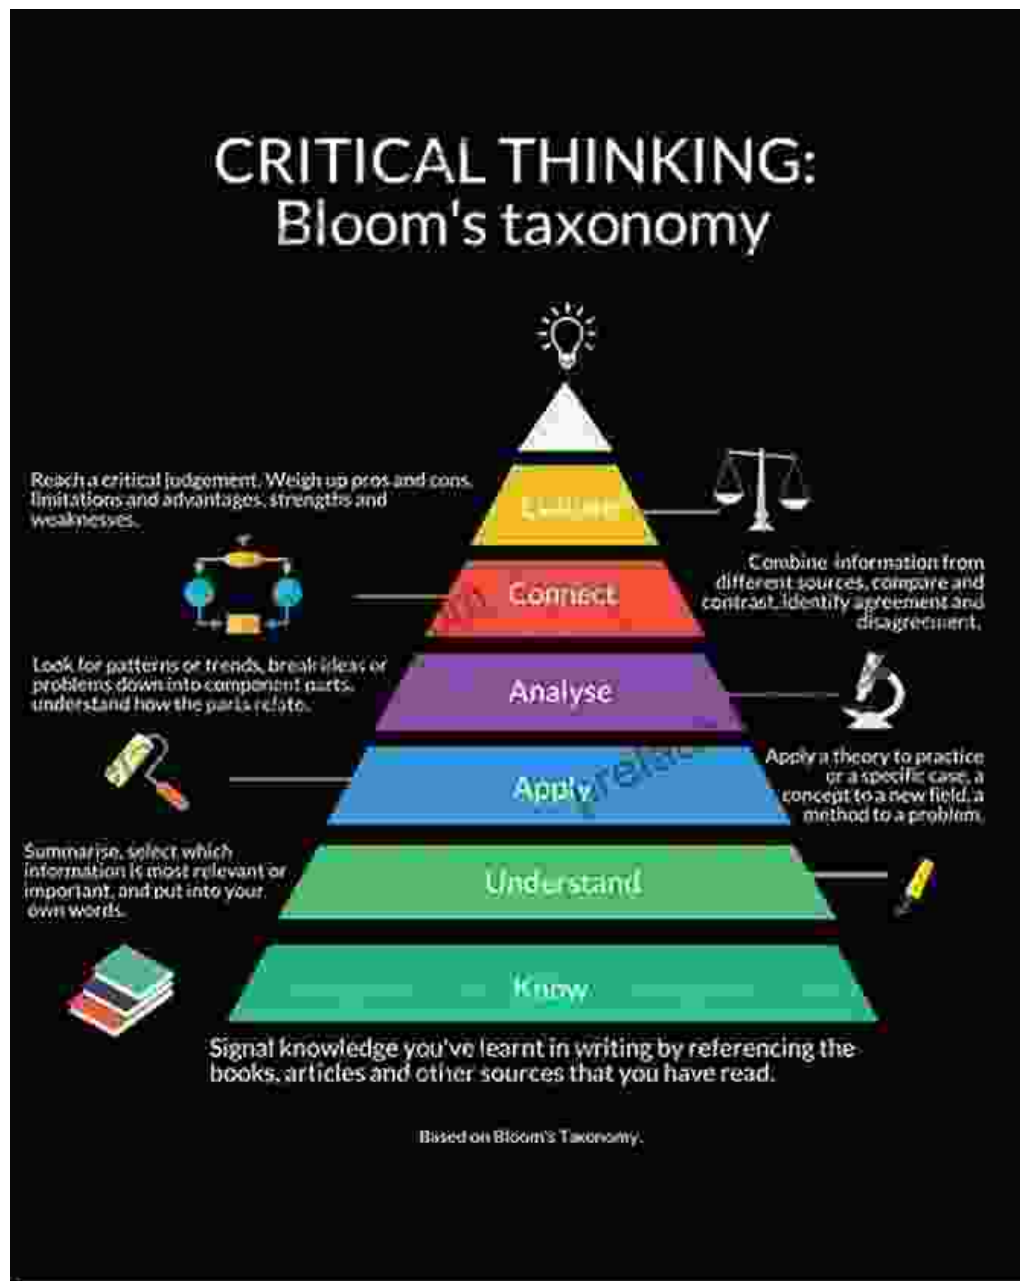 CRITICAL THINKING:
Bloom's taxonomy
Reach a critical judgement. Weigh up pros and cons,
limitations and advantages, strengths and
weaknesses.
Evaluate
Combine information from
different sources, compare and
contrast, identify agreement and
disagreement.
Connect
Look for patterns or trends, break ideas or
problems down into component parts,
understand how the parts relate.
Analyse
Apply a theory to practice
or a specific case, a
concept to a new field, a
method to a problem.
Apply
Summarise, select which
information is most relevant or
important, and put into your
own words.
Understand
Know
Signal knowledge you've learnt in writing by referencing the
books, articles and other sources that you have read.
Based on Bloom's Taxonomy.